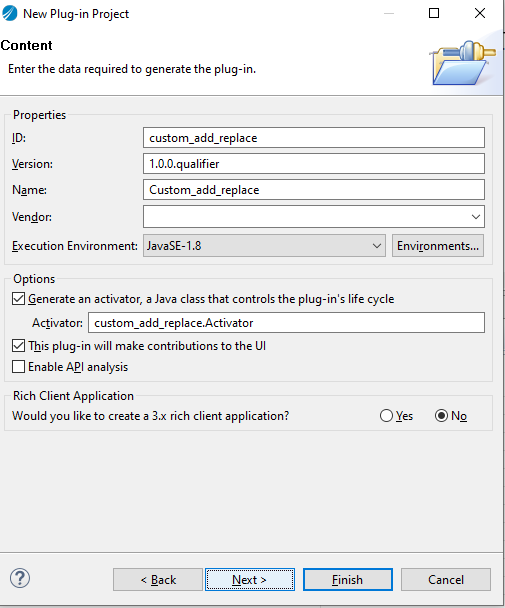 New Plug-in Project
Content
Enter the data required to generate the plug-in.
Properties
ID: custom_add_replace
Version: 1.0.0.qualifier
Name: Custom_add_replace
Vendor:
Execution Environment: JavaSE-1.8 Environments...
Options
Generate an activator, a Java class that controls the plug-in's life cycle
Activator: custom_add_replace.Activator
This plug-in will make contributions to the UI
Enable API analysis
Rich Client Application
Would you like to create a 3.x rich client application? Yes No
? < Back Next > Finish Cancel